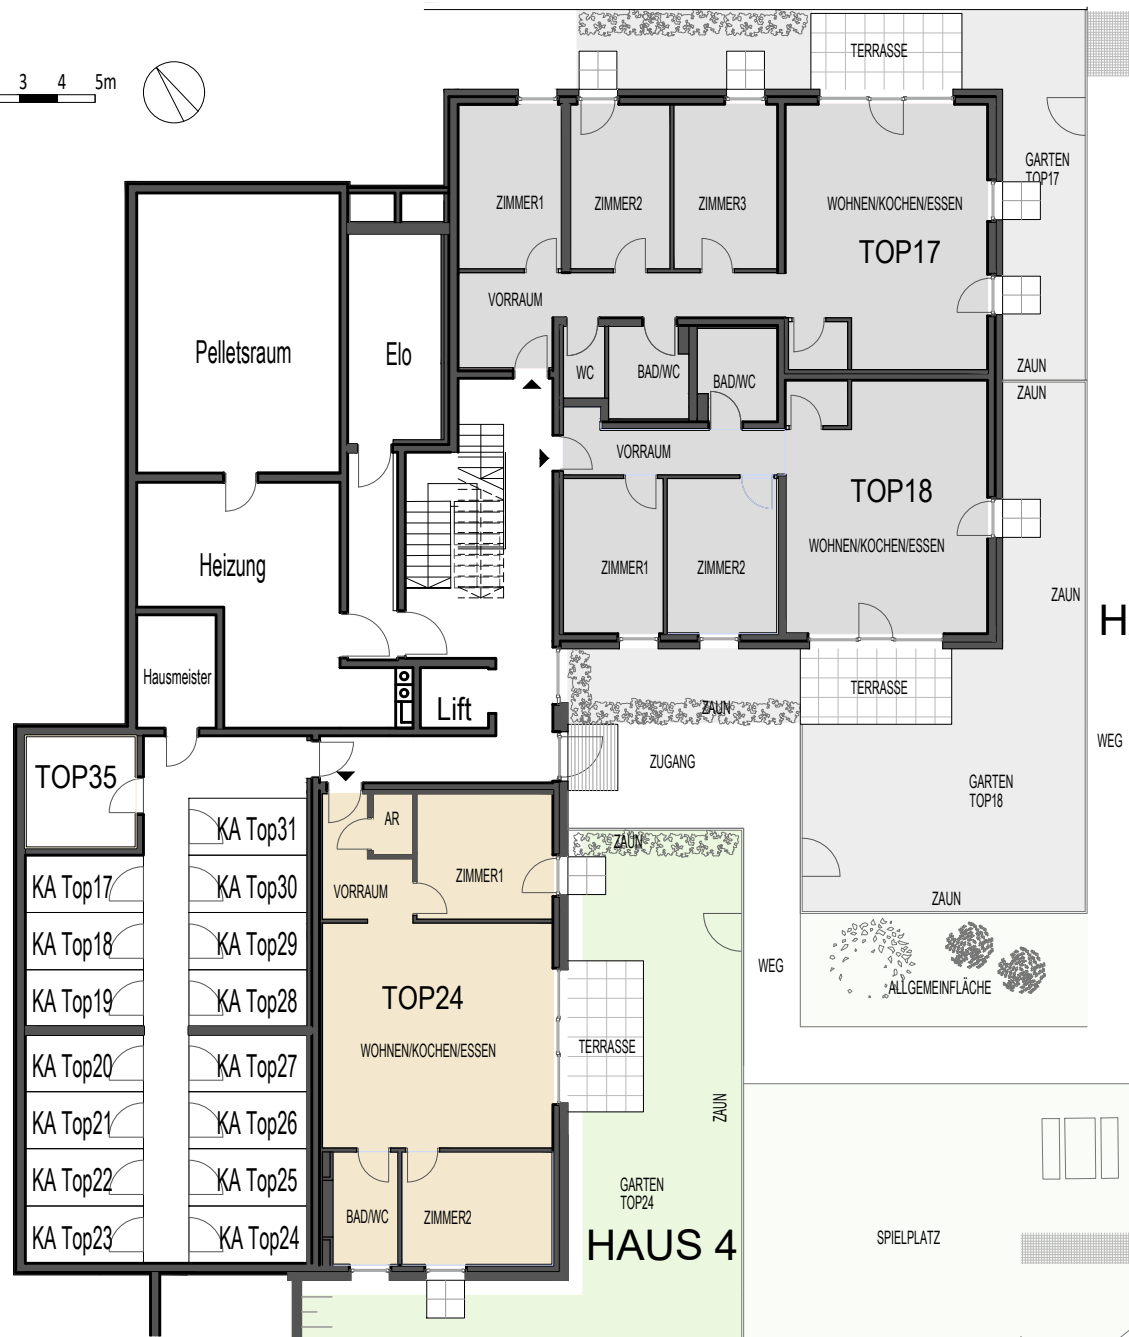 3 4 5m
TERRASSE
GARTEN
TOP17
ZIMMER1
ZIMMER2
ZIMMER3
WOHNEN/KOCHEN/ESSEN
TOP17
VORRAUM
Pelletsraum
Elo
WC
BAD/WC
BAD/WC
ZAUN
ZAUN
VORRAUM
TOP18
WOHNEN/KOCHEN/ESSEN
Heizung
ZIMMER1
ZIMMER2
ZAUN
H
Hausmeister
Lift
TERRASSE
ZAUN
WEG
ZUGANG
TOP35
GARTEN
TOP18
AR
KA Top31
ZAUN
ZIMMER1
VORRAUM
KA Top17
KA Top30
ZAUN
KA Top18
KA Top29
WEG
ALLGEMEINFLÄCHE
KA Top19
KA Top28
TOP24
WOHNEN/KOCHEN/ESSEN
TERRASSE
KA Top20
KA Top27
ZAUN
KA Top21
KA Top26
KA Top22
KA Top25
GARTEN
TOP24
BAD/WC
ZIMMER2
KA Top23
KA Top24
HAUS 4
SPIELPLATZ